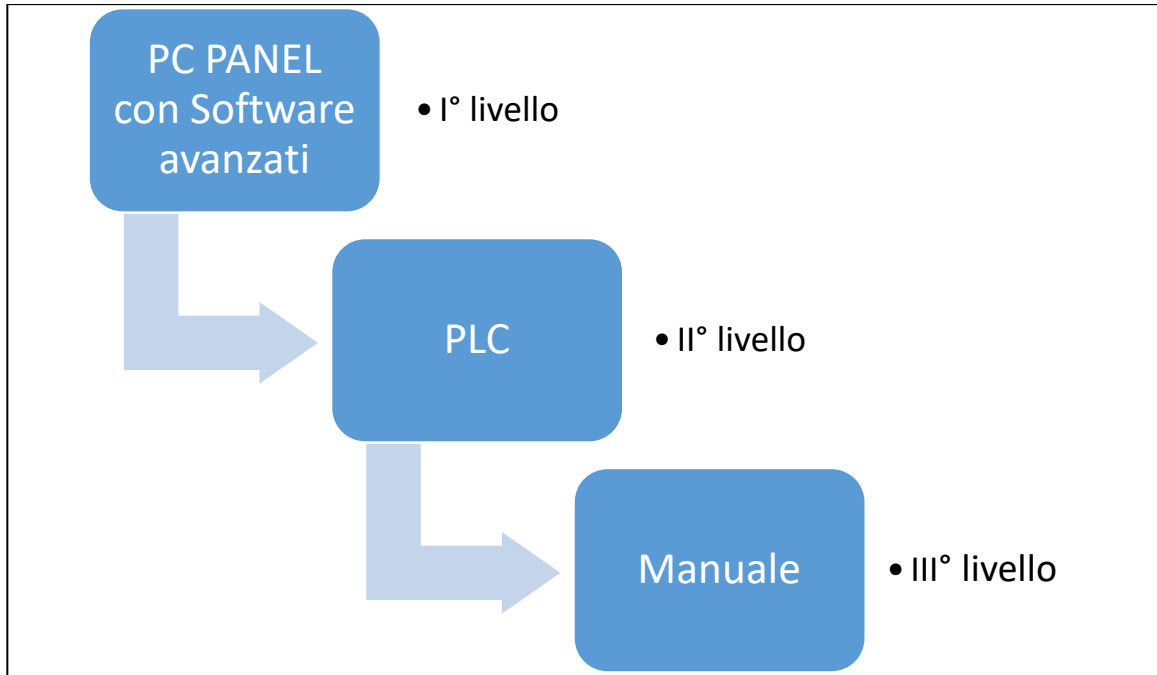 PC PANEL
con Software
avanzati
• I° livello
PLC
• II° livello
Manuale
• III° livello